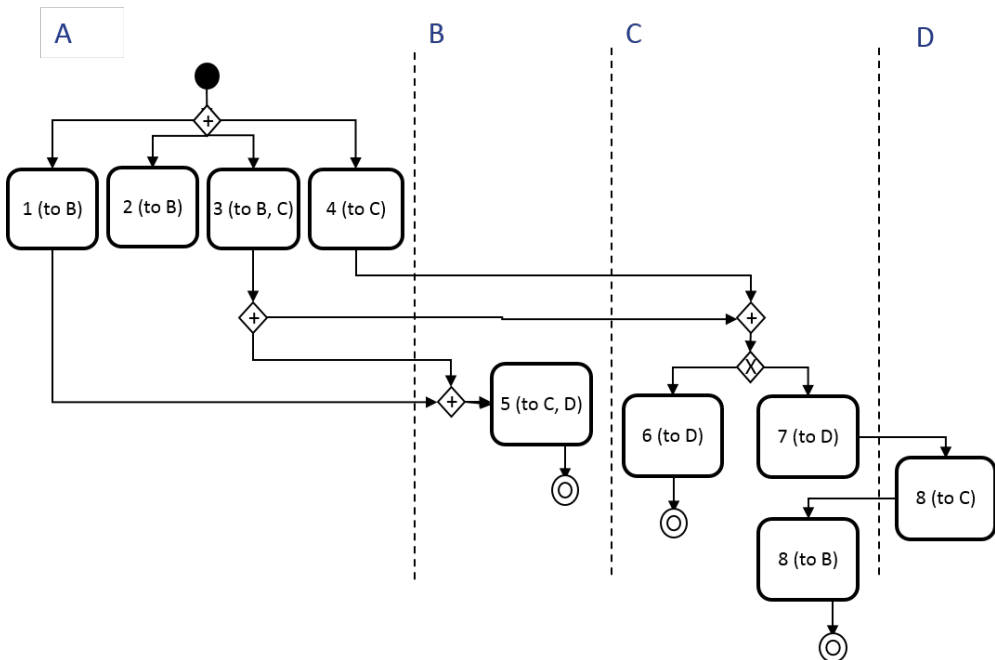 A
B
C
D
+
1 (to B)
2 (to B)
3 (to B, C)
4 (to C)
+
+
X
+
5 (to C, D)
6 (to D)
7 (to D)
8 (to C)
8 (to B)